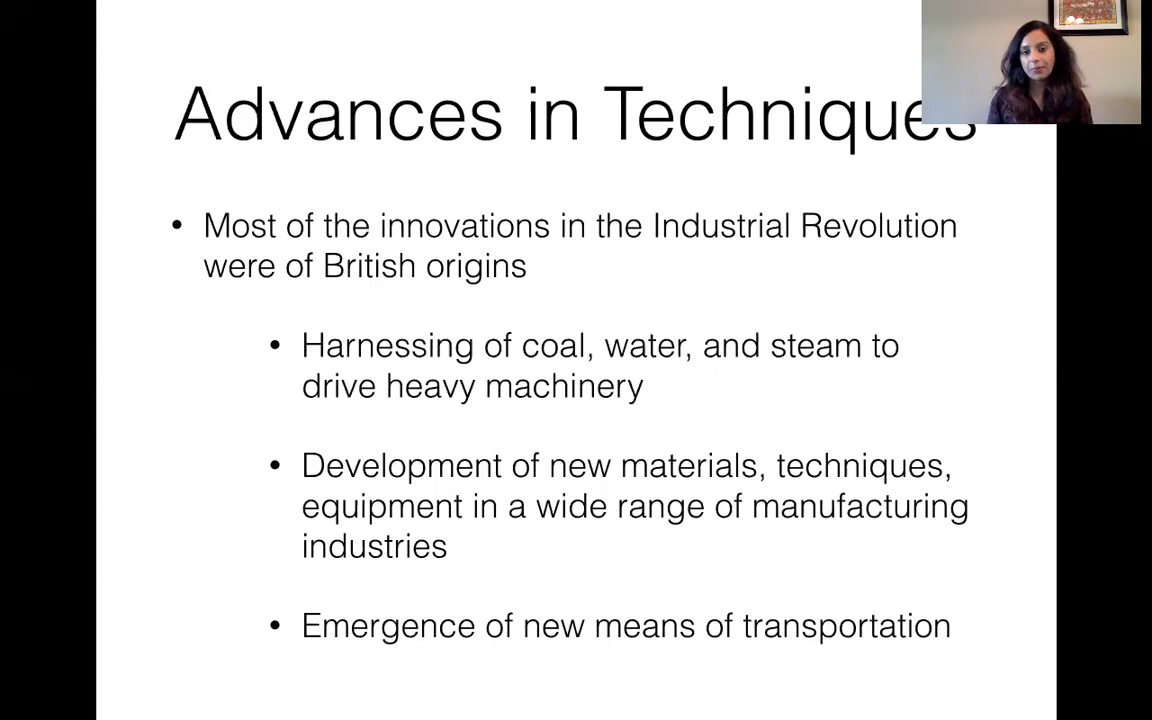 Advances in Techniques
• Most of the innovations in the Industrial Revolution
were of British origins
• Harnessing of coal, water, and steam to
drive heavy machinery
• Development of new materials, techniques,
equipment in a wide range of manufacturing
industries
• Emergence of new means of transportation